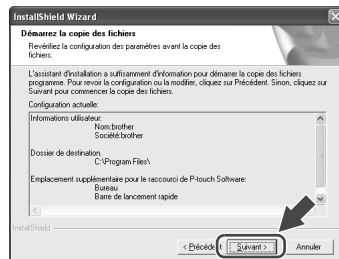 InstallShield Wizard
Démarrez la copie des fichiers
Revérifiez la configuration des paramètres avant la copie des
fichiers.
L'assistant d'installation a suffisamment d'information pour démarrer la copie des fichiers
programme. Pour revoir la configuration ou la modifier, cliquez sur Précédent. Sinon, cliquez sur
Suivant pour commencer la copie des fichiers.
Configuration actuelle:
Informations utilisateur:
Nom:brother
Société:brother
Dossier de destination.
C:\Program Files\
Emplacement supplémentaire pour le raccourci de P-touch Software:
Bureau
Barre de lancement rapide
InstallShield
< Précédent Suivant > Annuler